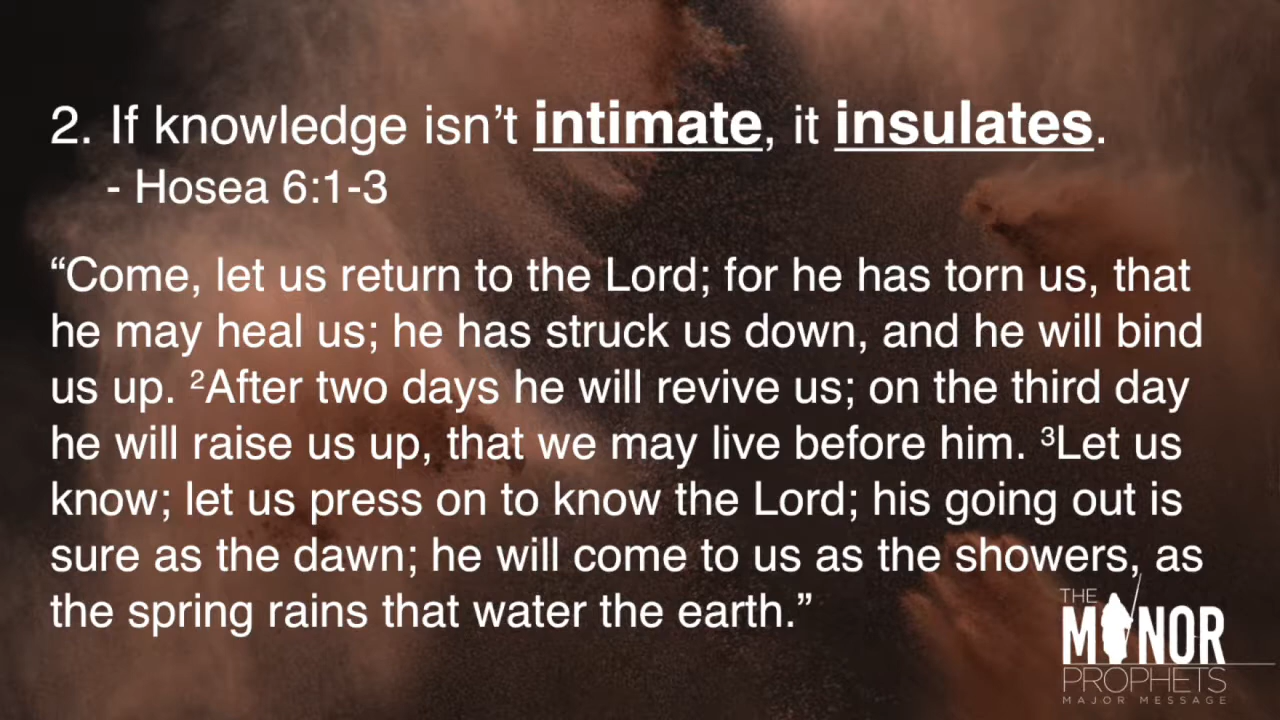 2. If knowledge isn’t intimate, it insulates.
- Hosea 6:1-3
“Come, let us return to the Lord; for he has torn us, that
he may heal us; he has struck us down, and he will bind
us up. ²After two days he will revive us; on the third day
he will raise us up, that we may live before him. ³Let us
know; let us press on to know the Lord; his going out is
sure as the dawn; he will come to us as the showers, as
the spring rains that water the earth.”
THE
MINOR
PROPHETS
MAJOR MESSAGE